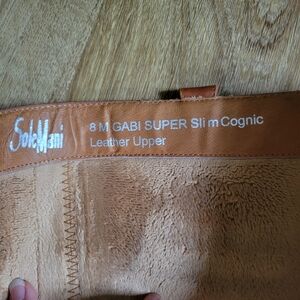 SoleMani
8 M GABI SUPER Slim Cognic
Leather Upper